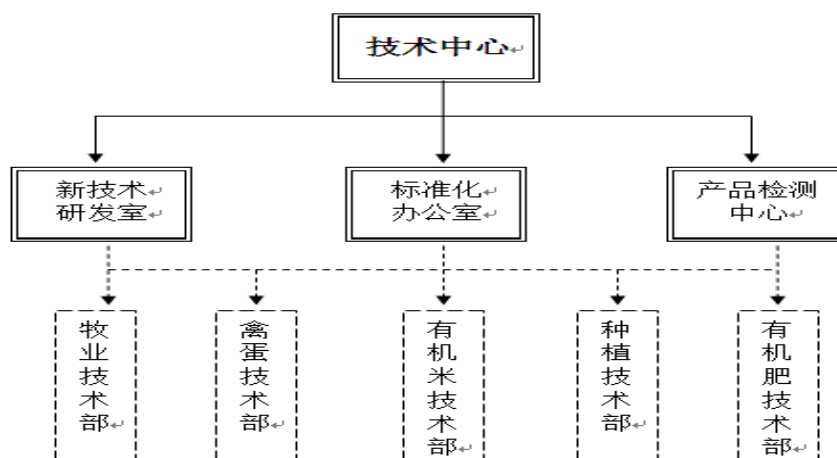 技术中心
新技术
研发室
标准化
办公室
产品检测
中心
牧业技术部
禽蛋技术部
有机米技术部
种植技术部
有机肥技术部